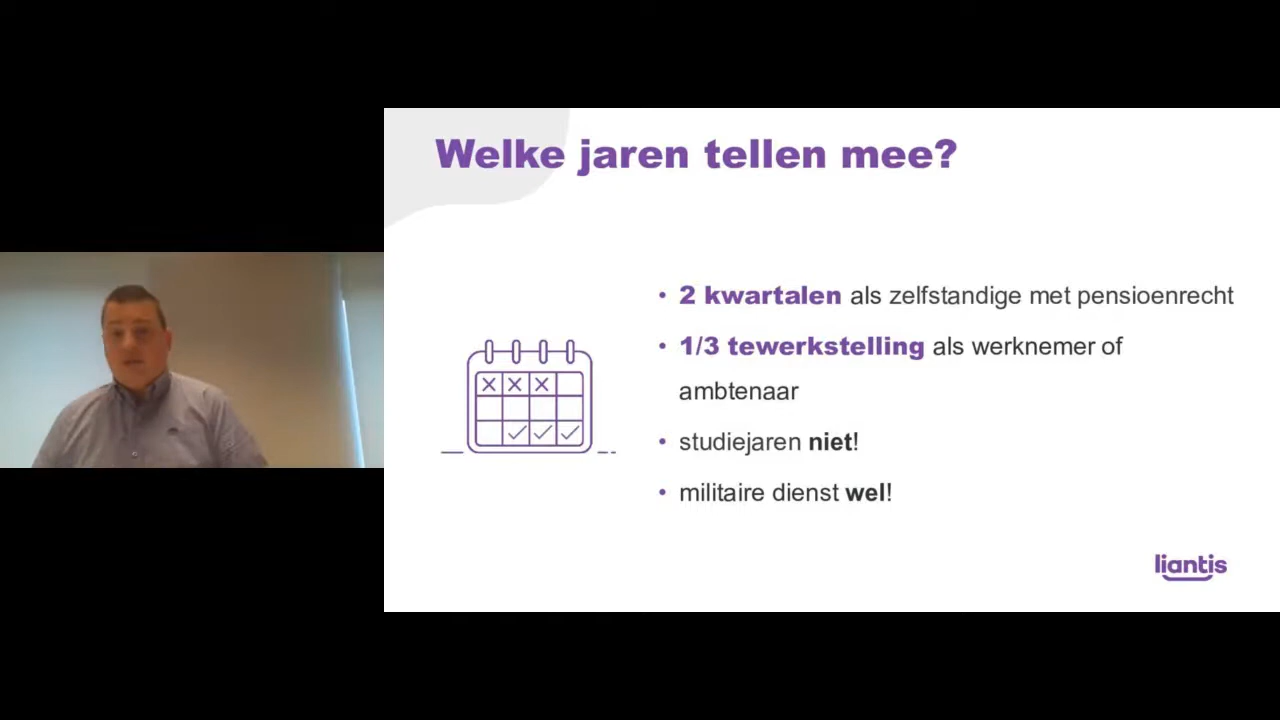 Welke jaren tellen mee?
• 2 kwartalen als zelfstandige met pensioenrecht
• 1/3 tewerkstelling als werknemer of
ambtenaar
• studiejaren niet!
• militaire dienst wel!
liantis